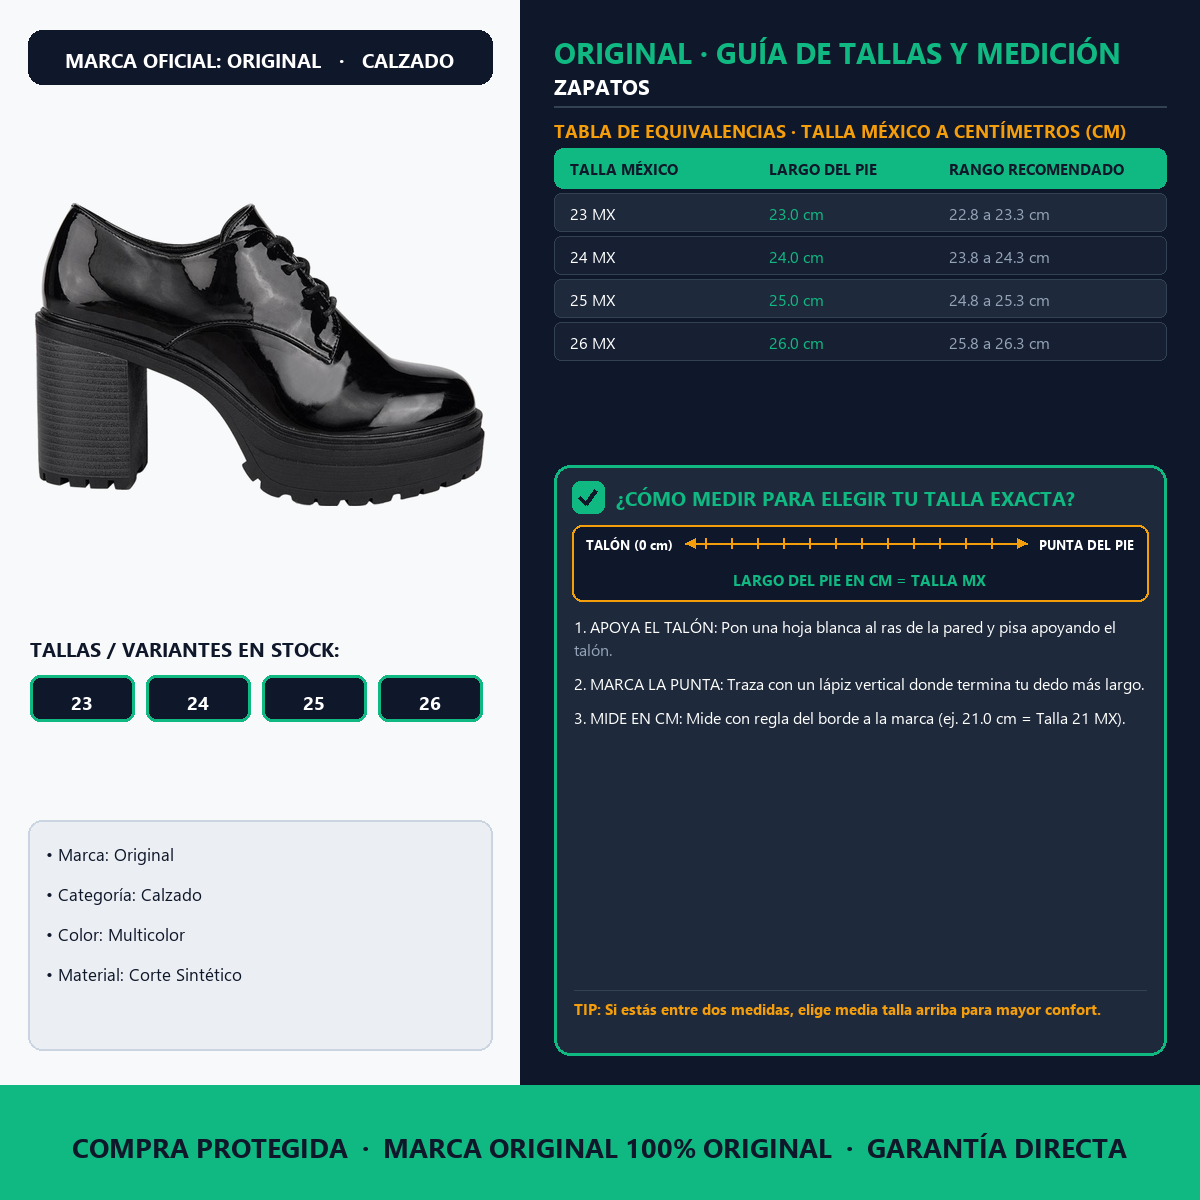 MARCA OFICIAL: ORIGINAL · CALZADO
TALLAS / VARIANTES EN STOCK:
23 24 25 26
• Marca: Original
• Categoría: Calzado
• Color: Multicolor
• Material: Corte Sintético
ORIGINAL · GUÍA DE TALLAS Y MEDICIÓN
ZAPATOS
TABLA DE EQUIVALENCIAS · TALLA MÉXICO A CENTÍMETROS (CM)
TALLA MÉXICO LARGO DEL PIE RANGO RECOMENDADO
23 MX 23.0 cm 22.8 a 23.3 cm
24 MX 24.0 cm 23.8 a 24.3 cm
25 MX 25.0 cm 24.8 a 25.3 cm
26 MX 26.0 cm 25.8 a 26.3 cm
¿CÓMO MEDIR PARA ELEGIR TU TALLA EXACTA?
TALÓN (0 cm) PUNTA DEL PIE
LARGO DEL PIE EN CM = TALLA MX
1. APOYA EL TALÓN: Pon una hoja blanca al ras de la pared y pisa apoyando el
talón.
2. MARCA LA PUNTA: Traza con un lápiz vertical donde termina tu dedo más largo.
3. MIDE EN CM: Mide con regla del borde a la marca (ej. 21.0 cm = Talla 21 MX).
TIP: Si estás entre dos medidas, elige media talla arriba para mayor confort.
COMPRA PROTEGIDA · MARCA ORIGINAL 100% ORIGINAL · GARANTÍA DIRECTA